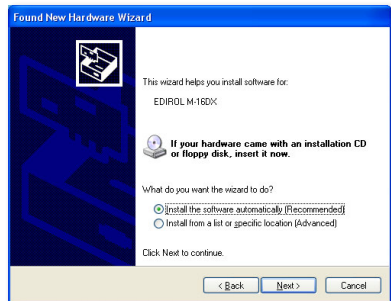 Found New Hardware Wizard
This wizard helps you install software for:
EDIROL M-16DX
If your hardware came with an installation CD
or floppy disk, insert it now.
What do you want the wizard to do?
Install the software automatically (Recommended)
Install from a list or specific location (Advanced)
Click Next to continue.
< Back
Next >
Cancel